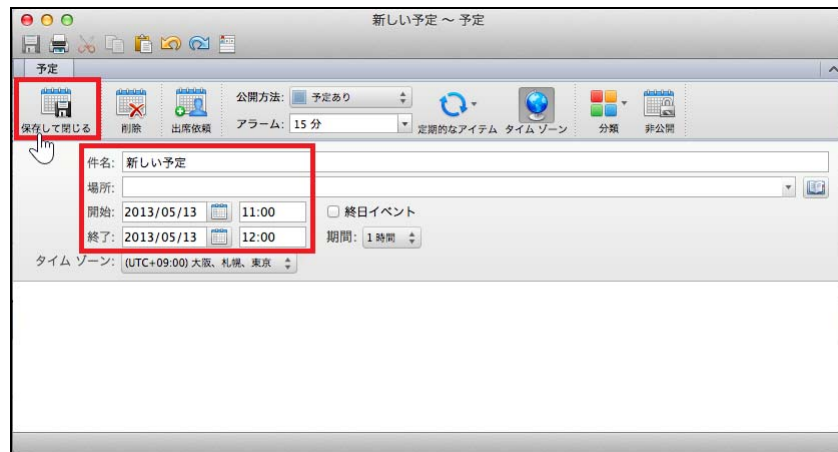 新しい予定 ~ 予定
予定
保存して閉じる
削除
出席依頼
公開方法: 予定あり
アラーム: 15 分
定期的なアイテム
タイム ゾーン
分類
非公開
件名: 新しい予定
場所:
開始: 2013/05/13 11:00 終日イベント
終了: 2013/05/13 12:00 期間: 1 時間
タイム ゾーン: (UTC+09:00) 大阪、札幌、東京